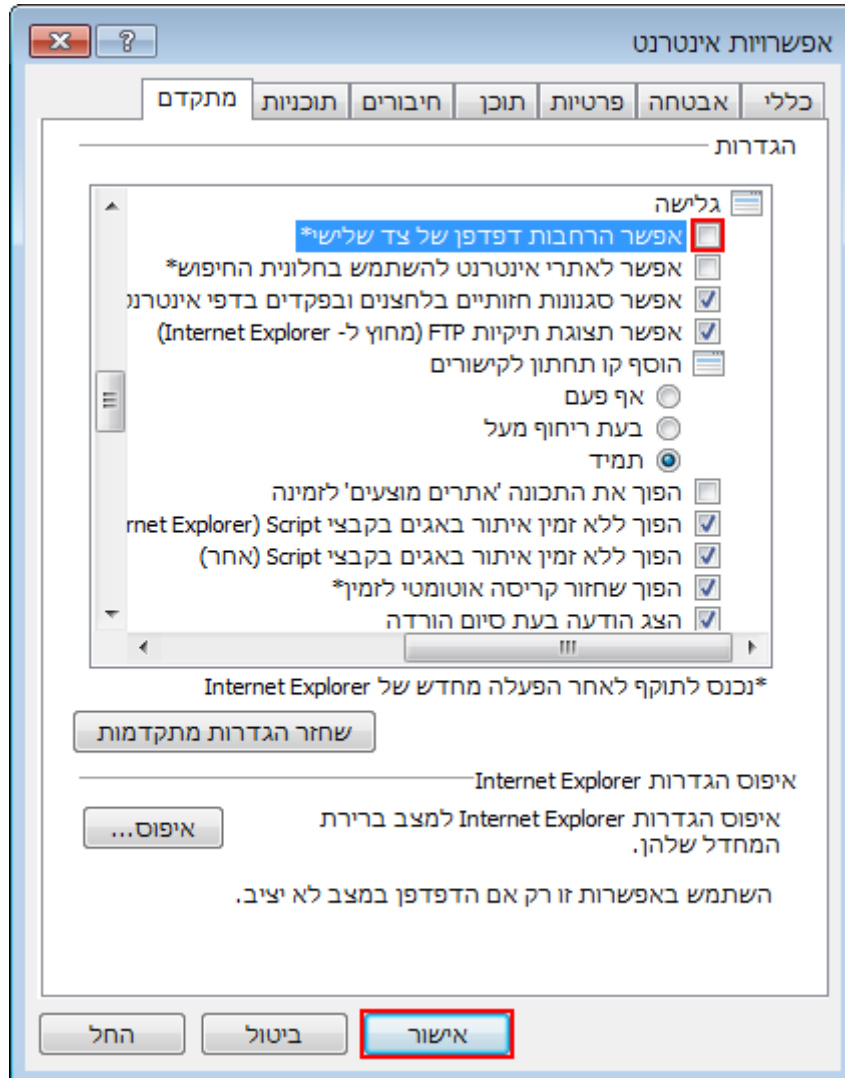 אפשרויות אינטרנט
כללי אבטחה פרטיות תוכן חיבורים תוכניות מתקדם
הגדרות
גלישה
אפשר הרחבות דפדפן של צד שלישי*
אפשר לאתרי אינטרנט להשתמש בחלונית החיפוש*
אפשר סגנונות חזותיים בלחצנים ובפקדים בדפי אינטרנט
אפשר תצוגת תיקיות FTP (מחוץ ל- Internet Explorer)
הוסף קו תחתון לקישורים
אף פעם
בעת ריחוף מעל
תמיד
הפוך את התכונה 'אתרים מוצעים' לזמינה
הפוך ללא זמין איתור באגים בקבצי Script (rnet Explorer
הפוך ללא זמין איתור באגים בקבצי Script (אחר)
הפוך שחזור קריסה אוטומטי לזמין*
הצג הודעה בעת סיום הורדה
*נכנס לתוקף לאחר הפעלה מחדש של Internet Explorer
שחזר הגדרות מתקדמות
איפוס הגדרות Internet Explorer
איפוס הגדרות Internet Explorer למצב ברירת
המחדל שלהן.
איפוס...
השתמש באפשרות זו רק אם הדפדפן במצב לא יציב.
אישור ביטול החל